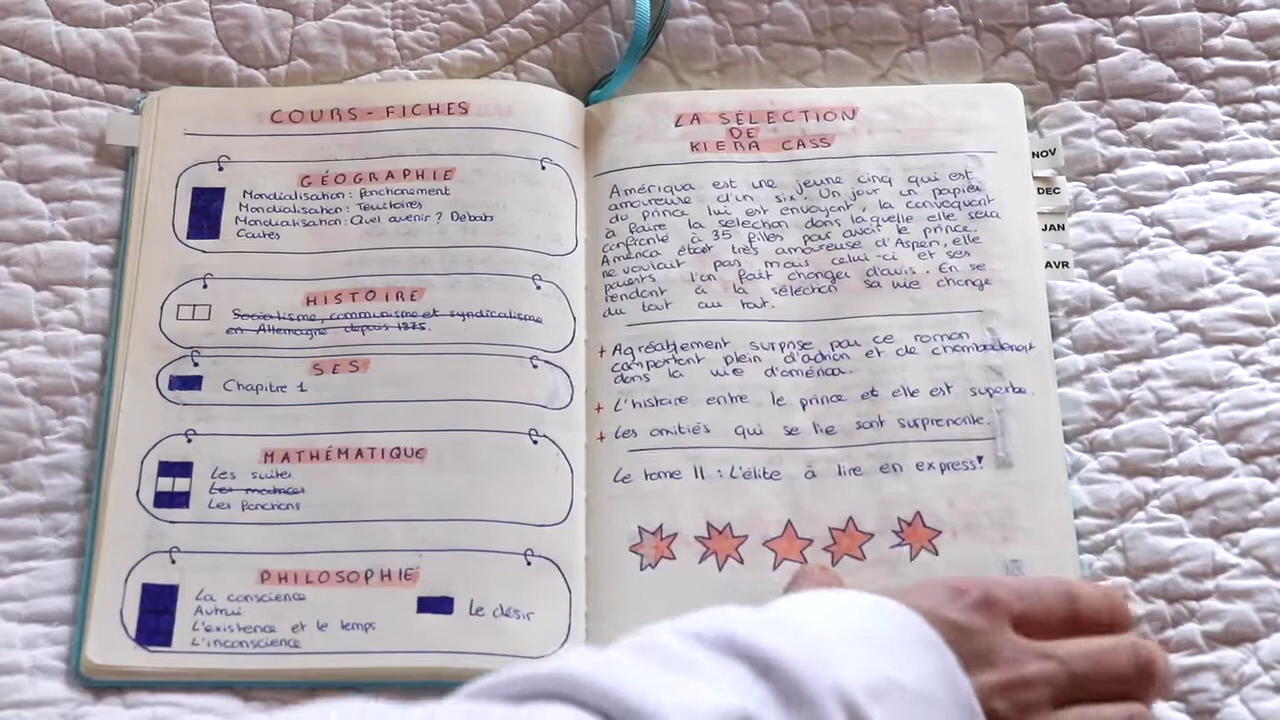 COURS - FICHES
GÉOGRAPHIE
Mondialisation : fonctionement
Mondialisation : Territoires
Mondialisation : Quel avenir ? Débats
Cartes
HISTOIRE
Socialisme, communisme et syndicalisme
en Allemagne depuis 1875.
SES
Chapitre 1
MATHÉMATIQUE
Les suites
Les matrices
Les fonctions
PHILOSOPHIE
La conscience
Autrui
L'existence et le temps
L'inconscience
Le désir
LA SÉLECTION
DE
KIERA CASS
Amériqua est une jeune cinq qui est
amoureuse d'un six. Un jour un papier
du prince lui est envoyant, la convoquant
à faire la sélection dans laquelle elle sera
confronté à 35 filles pour avoir le prince.
América était très amoureuse d'Aspen, elle
ne voulait pas mais celui-ci et ses
parents l'on fait changer d'avis. En se
rendant à la sélection sa vie change
du tout au tout.
+ Agréablement surprise par ce roman
comportant plein d'action et de chamboulement
dans la vie d'américa.
+ L'histoire entre le prince et elle est superbe.
+ Les amitiés qui se lie sont surprenante.
Le tome II : L'élite à lire en express!
NOV
DEC
JAN
AVR